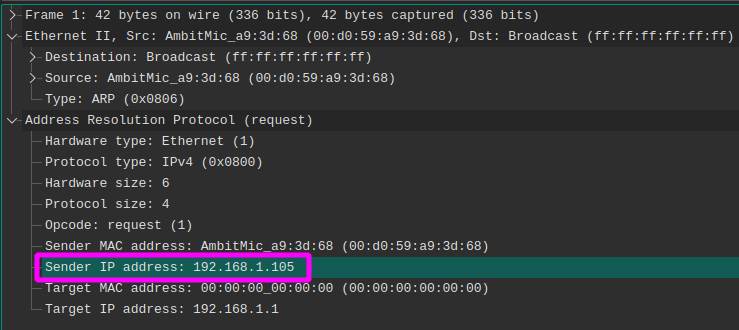 Frame 1: 42 bytes on wire (336 bits), 42 bytes captured (336 bits)
Ethernet II, Src: AmbitMic_a9:3d:68 (00:d0:59:a9:3d:68), Dst: Broadcast (ff:ff:ff:ff:ff:ff)
Destination: Broadcast (ff:ff:ff:ff:ff:ff)
Source: AmbitMic_a9:3d:68 (00:d0:59:a9:3d:68)
Type: ARP (0x0806)
Address Resolution Protocol (request)
Hardware type: Ethernet (1)
Protocol type: IPv4 (0x0800)
Hardware size: 6
Protocol size: 4
Opcode: request (1)
Sender MAC address: AmbitMic_a9:3d:68 (00:d0:59:a9:3d:68)
Sender IP address: 192.168.1.105
Target MAC address: 00:00:00_00:00:00 (00:00:00:00:00:00)
Target IP address: 192.168.1.1